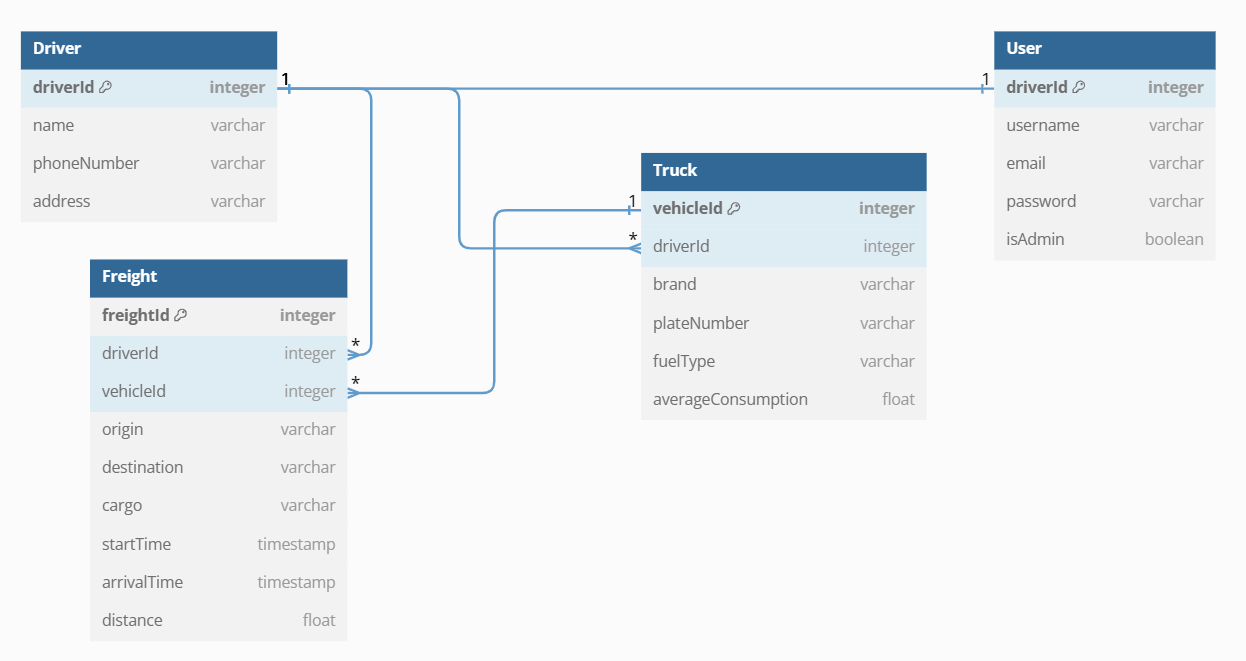 Driver
driverId integer
name varchar
phoneNumber varchar
address varchar
1
1
User
driverId integer
username varchar
email varchar
password varchar
isAdmin boolean
Truck
1
vehicleId integer
*
driverId integer
brand varchar
plateNumber varchar
fuelType varchar
averageConsumption float
Freight
freightId integer
driverId integer
*
vehicleId integer
*
origin varchar
destination varchar
cargo varchar
startTime timestamp
arrivalTime timestamp
distance float